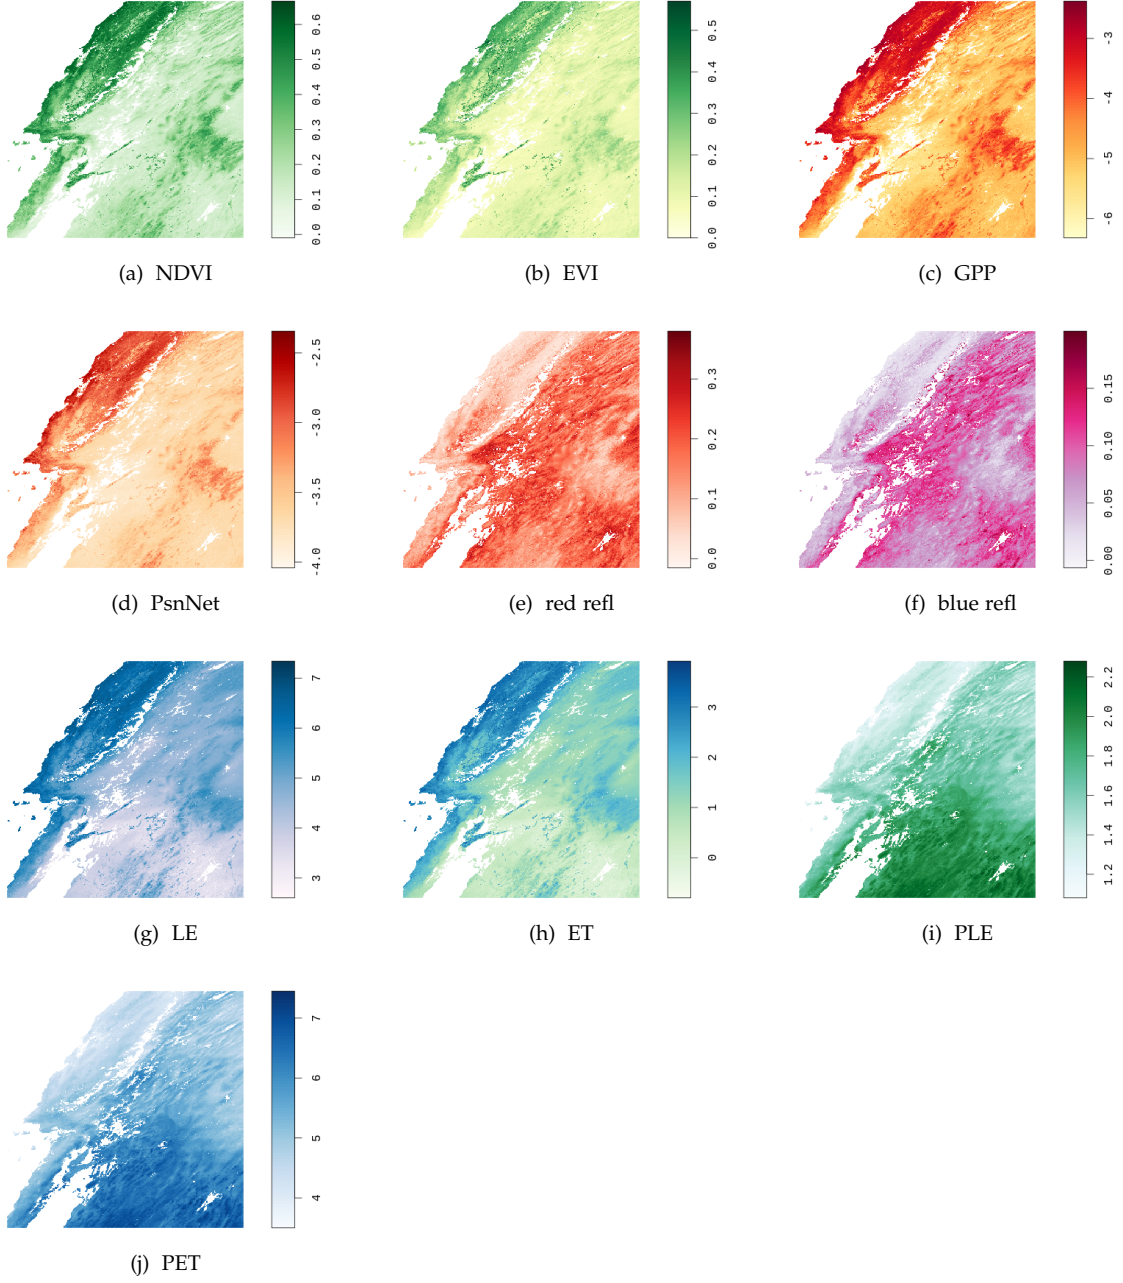 0.0 0.1 0.2 0.3 0.4 0.5 0.6
(a) NDVI
0.0 0.1 0.2 0.3 0.4 0.5
(b) EVI
-6 -5 -4 -3
(c) GPP
-4.0 -3.5 -3.0 -2.5
(d) PsnNet
0.0 0.1 0.2 0.3
(e) red refl
0.00 0.05 0.10 0.15
(f) blue refl
3 4 5 6 7
(g) LE
0 1 2 3
(h) ET
1.2 1.4 1.6 1.8 2.0 2.2
(i) PLE
4 5 6 7
(j) PET